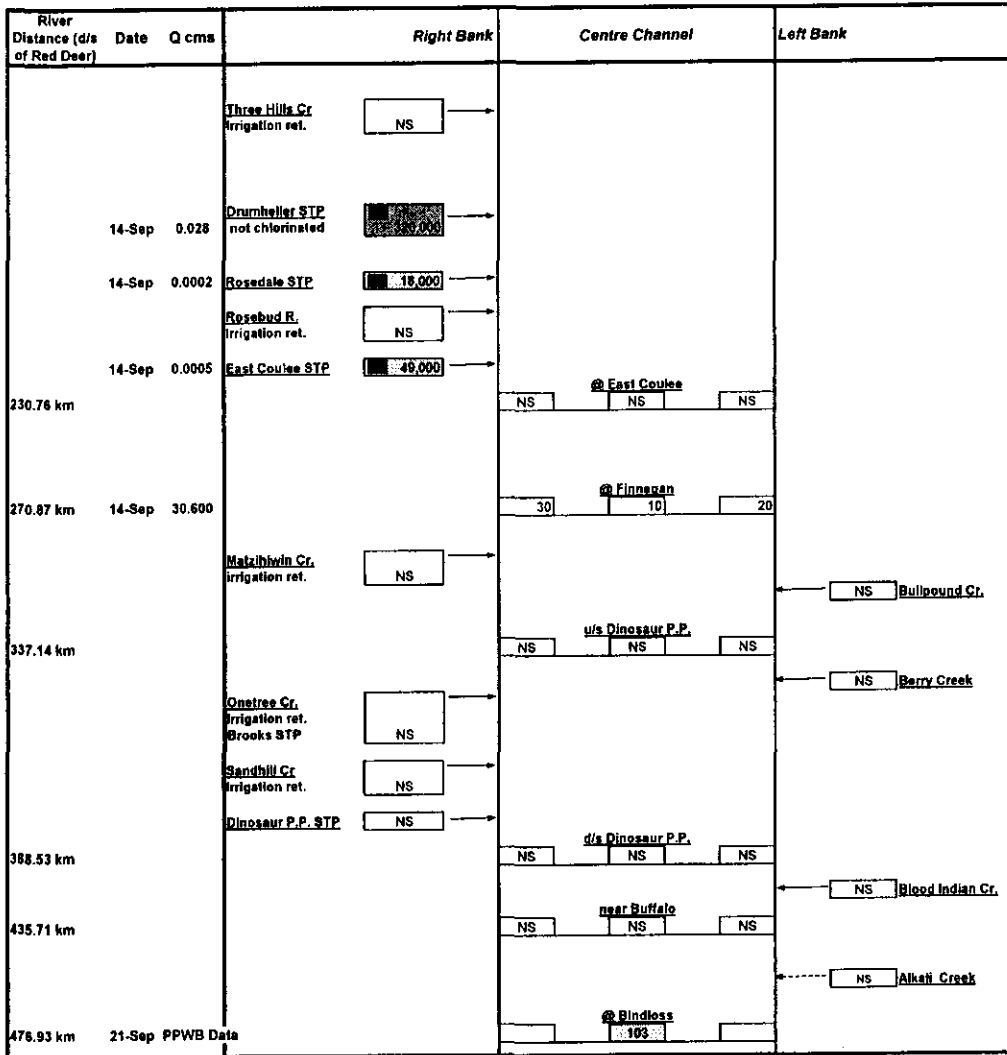 River
Distance (d/s
of Red Deer)
Date
Q cms
Right Bank
Centre Channel
Left Bank
Three Hills Cr
Irrigation ret.
NS
Drumheller STP
not chlorinated
14-Sep 0.028
14-Sep 0.0002 Rosedale STP 18,000
Rosebud R.
Irrigation ret.
NS
14-Sep 0.0005 East Coulee STP 49,000
@ East Coulee
230.76 km NS NS NS
@ Finnegan
270.87 km 14-Sep 30.600 30 10 20
Matzihiwin Cr.
irrigation ret.
NS
NS Bullpound Cr.
u/s Dinosaur P.P.
337.14 km NS NS NS
NS Berry Creek
Onetree Cr.
Irrigation ret.
Brooks STP NS
Sandhill Cr
Irrigation ret.
NS
Dinosaur P.P. STP NS
d/s Dinosaur P.P.
388.53 km NS NS NS
NS Blood Indian Cr.
near Buffalo
435.71 km NS NS NS
NS Alkali Creek
@ Bindloss
476.93 km 21-Sep PPWB Data 103